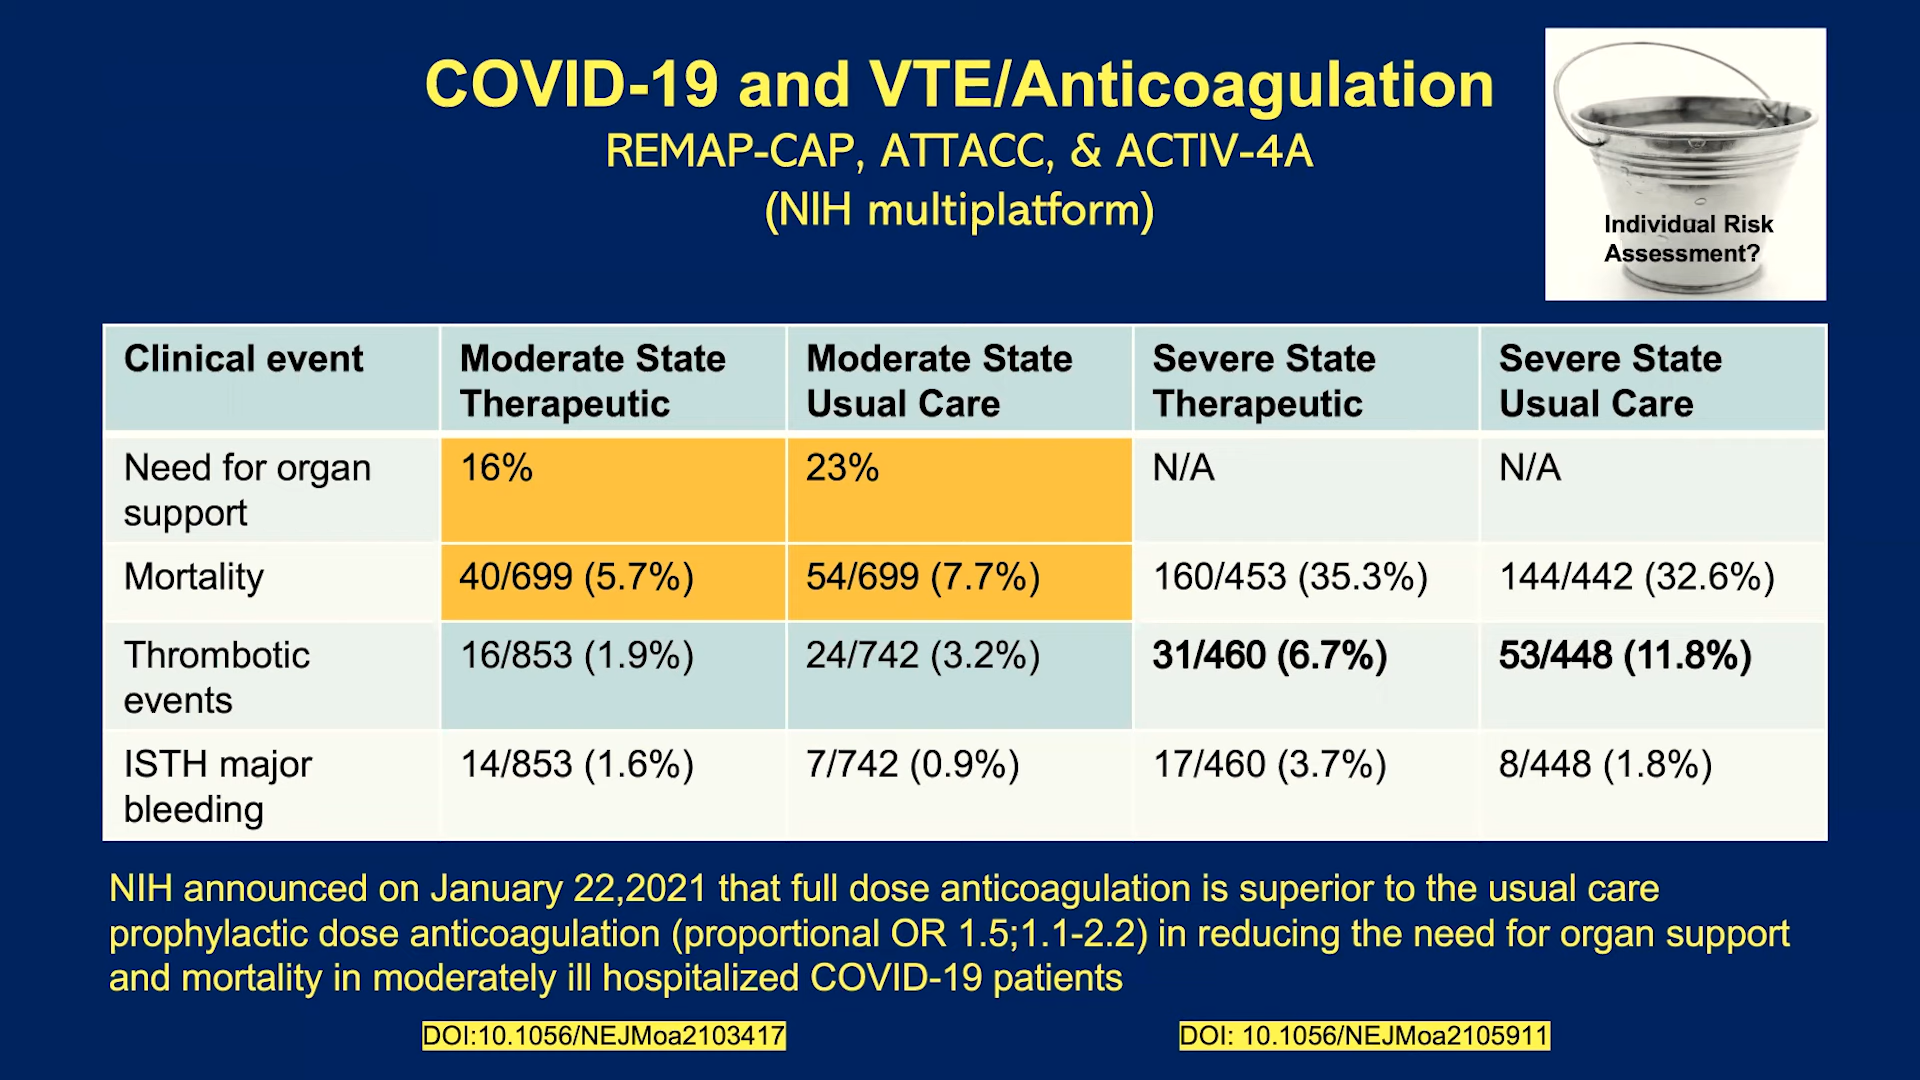 COVID-19 and VTE/Anticoagulation
REMAP-CAP, ATTACC, & ACTIV-4A
(NIH multiplatform)
Individual Risk
Assessment?
Clinical event
Moderate State
Therapeutic
Moderate State
Usual Care
Severe State
Therapeutic
Severe State
Usual Care
Need for organ
support
16%
23%
N/A
N/A
Mortality
40/699 (5.7%)
54/699 (7.7%)
160/453 (35.3%)
144/442 (32.6%)
Thrombotic
events
16/853 (1.9%)
24/742 (3.2%)
31/460 (6.7%)
53/448 (11.8%)
ISTH major
bleeding
14/853 (1.6%)
7/742 (0.9%)
17/460 (3.7%)
8/448 (1.8%)
NIH announced on January 22,2021 that full dose anticoagulation is superior to the usual care
prophylactic dose anticoagulation (proportional OR 1.5;1.1-2.2) in reducing the need for organ support
and mortality in moderately ill hospitalized COVID-19 patients
DOI:10.1056/NEJMoa2103417
DOI: 10.1056/NEJMoa2105911